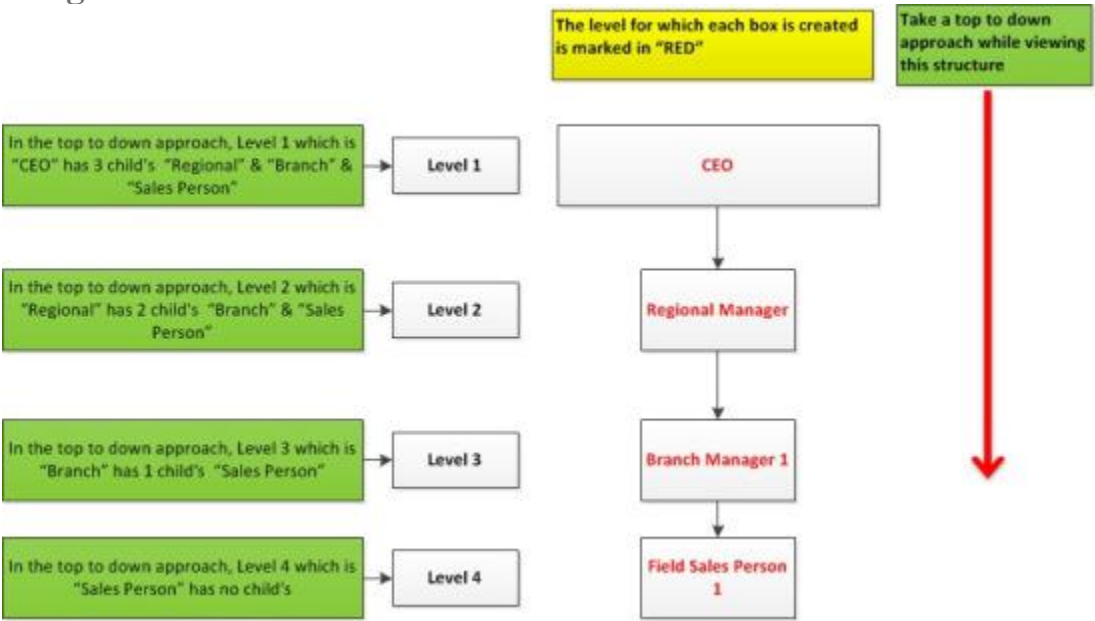 The level for which each box is created
is marked in “RED”
Take a top to down
approach while viewing
this structure
In the top to down approach, Level 1 which is
“CEO” has 3 child's “Regional” & “Branch” &
“Sales Person”
Level 1
CEO
In the top to down approach, Level 2 which is
“Regional” has 2 child's “Branch” & “Sales
Person”
Level 2
Regional Manager
In the top to down approach, Level 3 which is
“Branch” has 1 child's “Sales Person”
Level 3
Branch Manager 1
In the top to down approach, Level 4 which is
“Sales Person” has no child's
Level 4
Field Sales Person
1